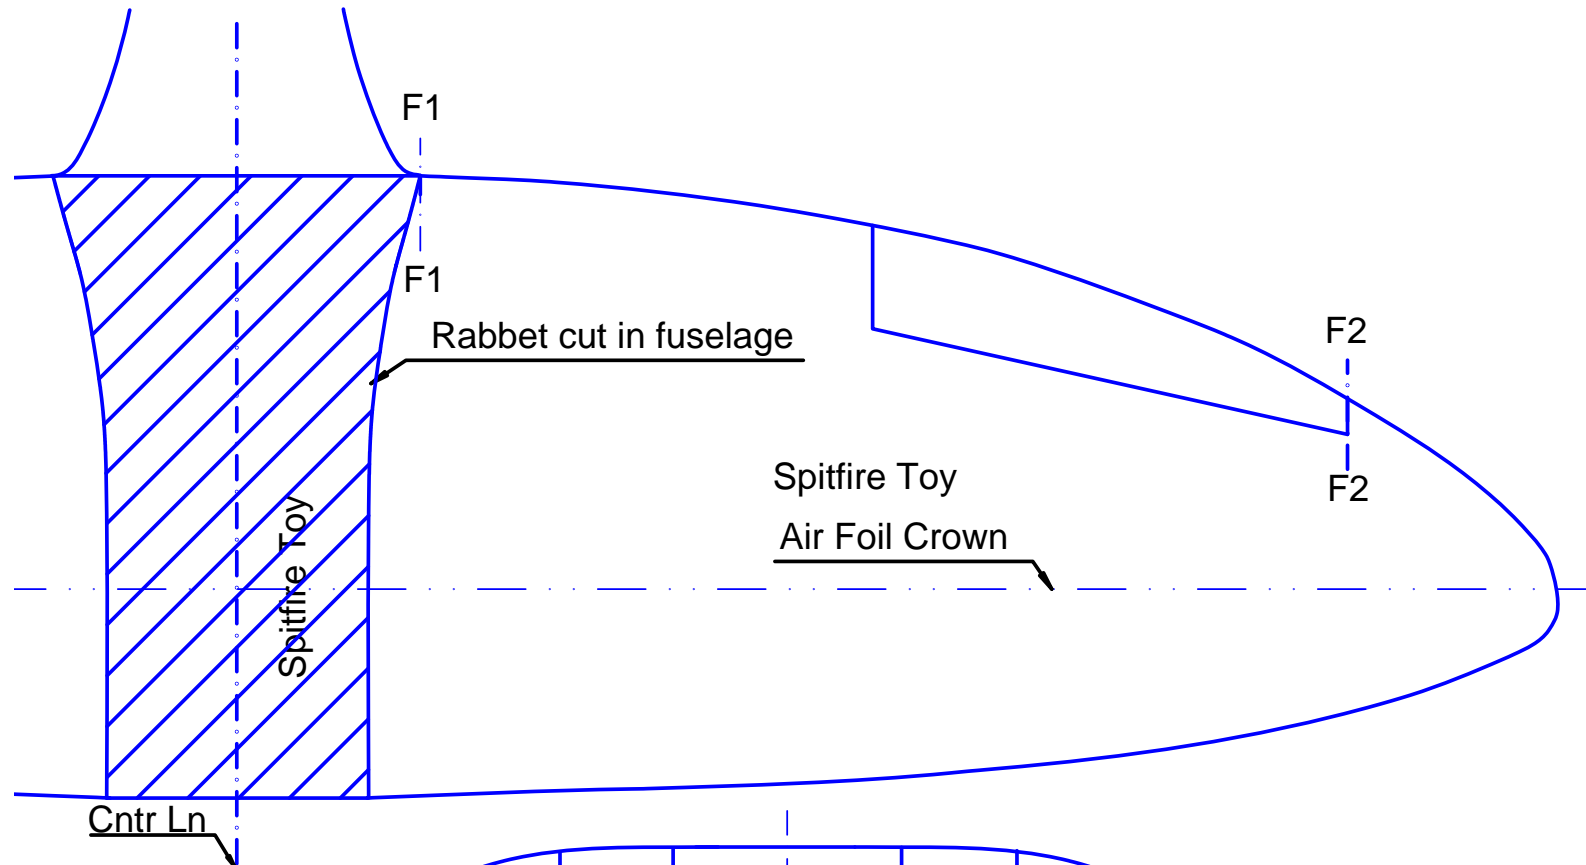 F1
F1
Rabbet cut in fuselage
F2
F2
Spitfire Toy
Air Foil Crown
Spitfire Toy
Cntr Ln